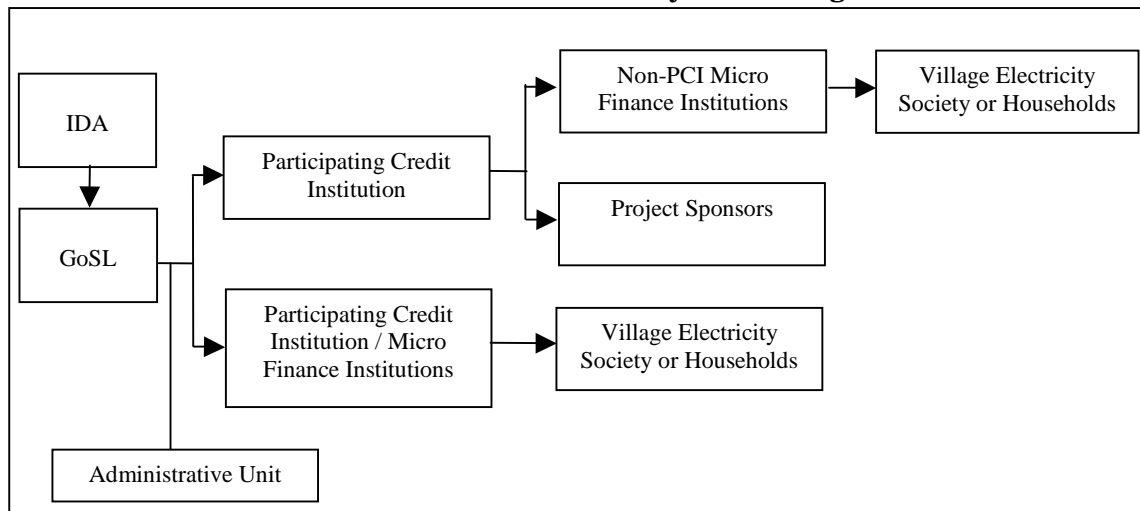 IDA
GoSL
Participating Credit
Institution
Non-PCI Micro
Finance Institutions
Village Electricity
Society or Households
Project Sponsors
Participating Credit
Institution / Micro
Finance Institutions
Village Electricity
Society or Households
Administrative Unit